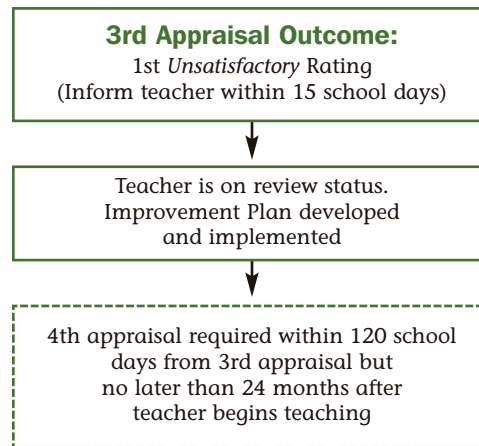 3rd Appraisal Outcome:
1st Unsatisfactory Rating
(Inform teacher within 15 school days)
Teacher is on review status.
Improvement Plan developed
and implemented
4th appraisal required within 120 school
days from 3rd appraisal but
no later than 24 months after
teacher begins teaching